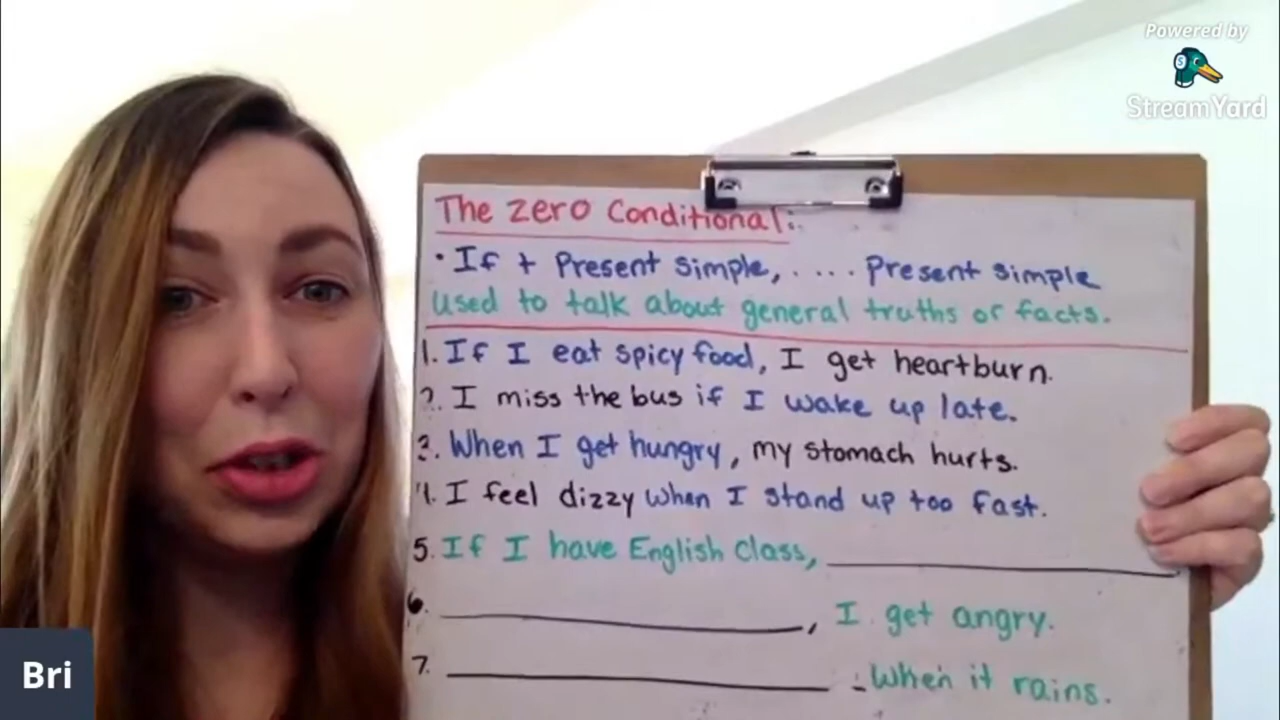 Powered by
StreamYard
The zero Conditional:
• If + Present simple, ..... Present simple
used to talk about general truths or facts.
1. If I eat spicy food, I get heartburn.
2. I miss the bus if I wake up late.
3. When I get hungry, my stomach hurts.
4. I feel dizzy when I stand up too fast.
5. If I have English Class, ____________
6. ____________, I get angry.
7. ____________ when it rains.
Bri